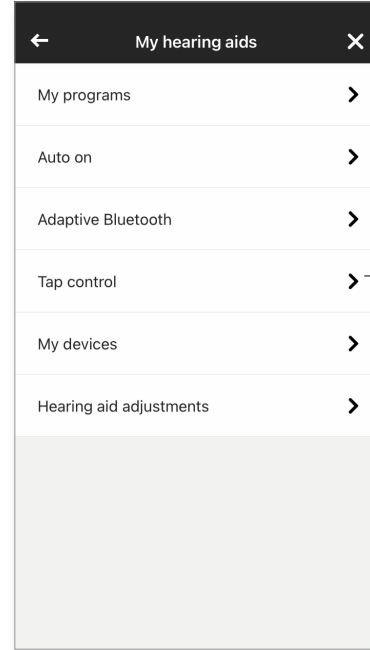 My hearing aids
My programs
Auto on
Adaptive Bluetooth
Tap control
My devices
Hearing aid adjustments